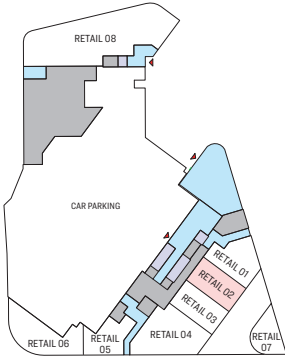 RETAIL 08
CAR PARKING
RETAIL 01
RETAIL 02
RETAIL 03
RETAIL 04
RETAIL
05
RETAIL 06
RETAIL
07